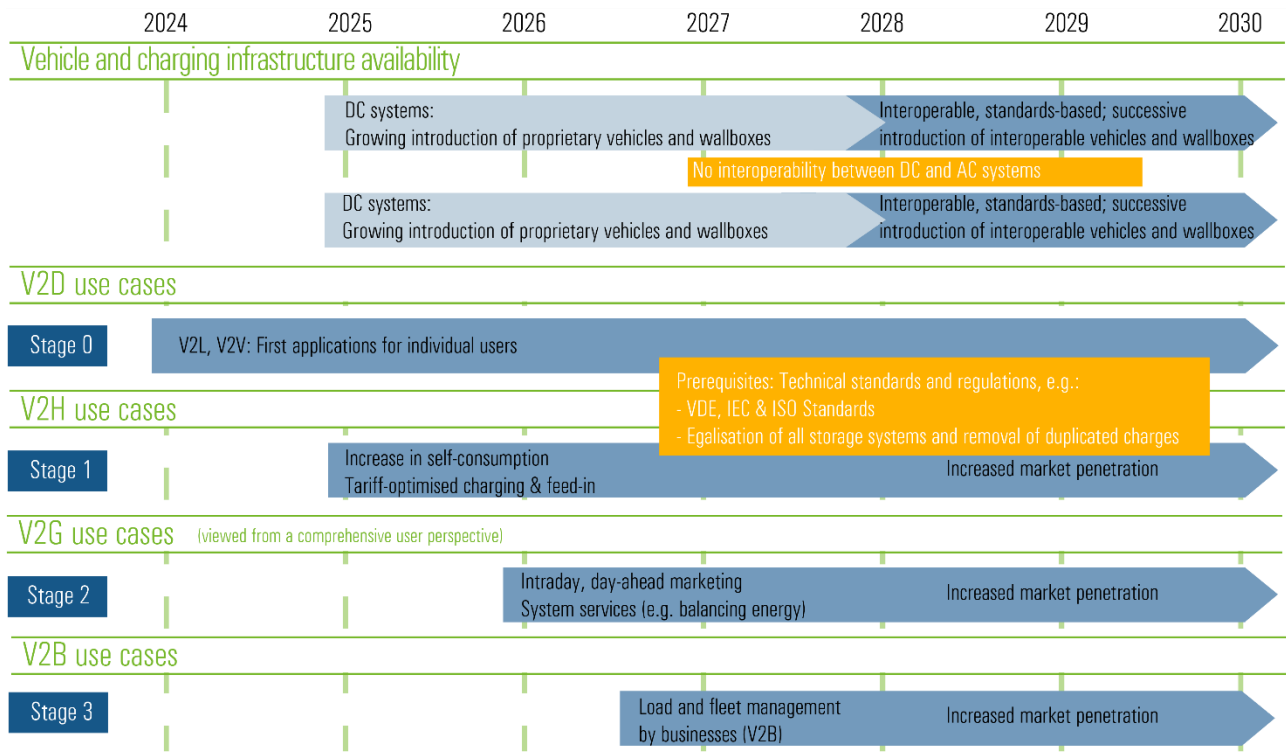 2024 2025 2026 2027 2028 2029 2030
Vehicle and charging infrastructure availability
DC systems:
Growing introduction of proprietary vehicles and wallboxes
Interoperable, standards-based; successive
introduction of interoperable vehicles and wallboxes
No interoperability between DC and AC systems
DC systems:
Growing introduction of proprietary vehicles and wallboxes
Interoperable, standards-based; successive
introduction of interoperable vehicles and wallboxes
V2D use cases
Stage 0
V2L, V2V: First applications for individual users
Prerequisites: Technical standards and regulations, e.g.:
- VDE, IEC & ISO Standards
- Egalisation of all storage systems and removal of duplicated charges
V2H use cases
Stage 1
Increase in self-consumption
Tariff-optimised charging & feed-in
Increased market penetration
V2G use cases (viewed from a comprehensive user perspective)
Stage 2
Intraday, day-ahead marketing
System services (e.g. balancing energy)
Increased market penetration
V2B use cases
Stage 3
Load and fleet management
by businesses (V2B)
Increased market penetration